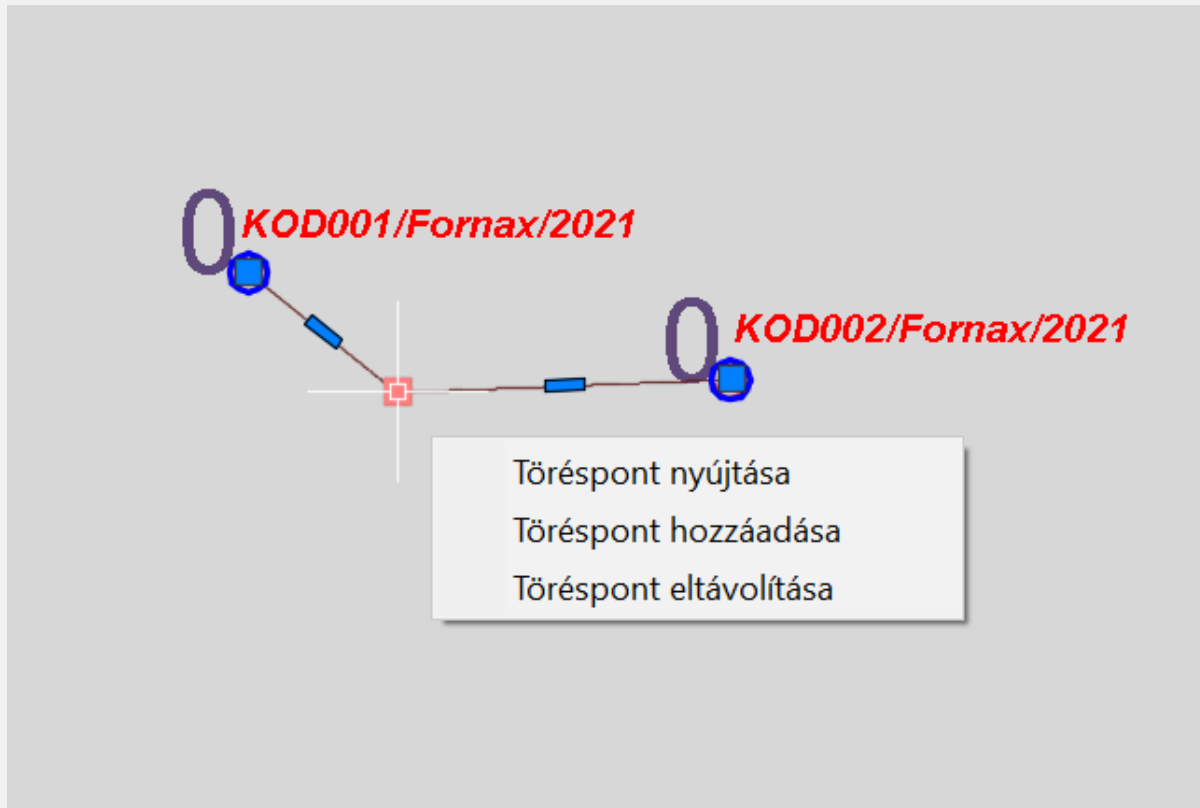 0
KOD001/Fornax/2021
0
KOD002/Fornax/2021
Töréspont nyújtása
Töréspont hozzáadása
Töréspont eltávolítása